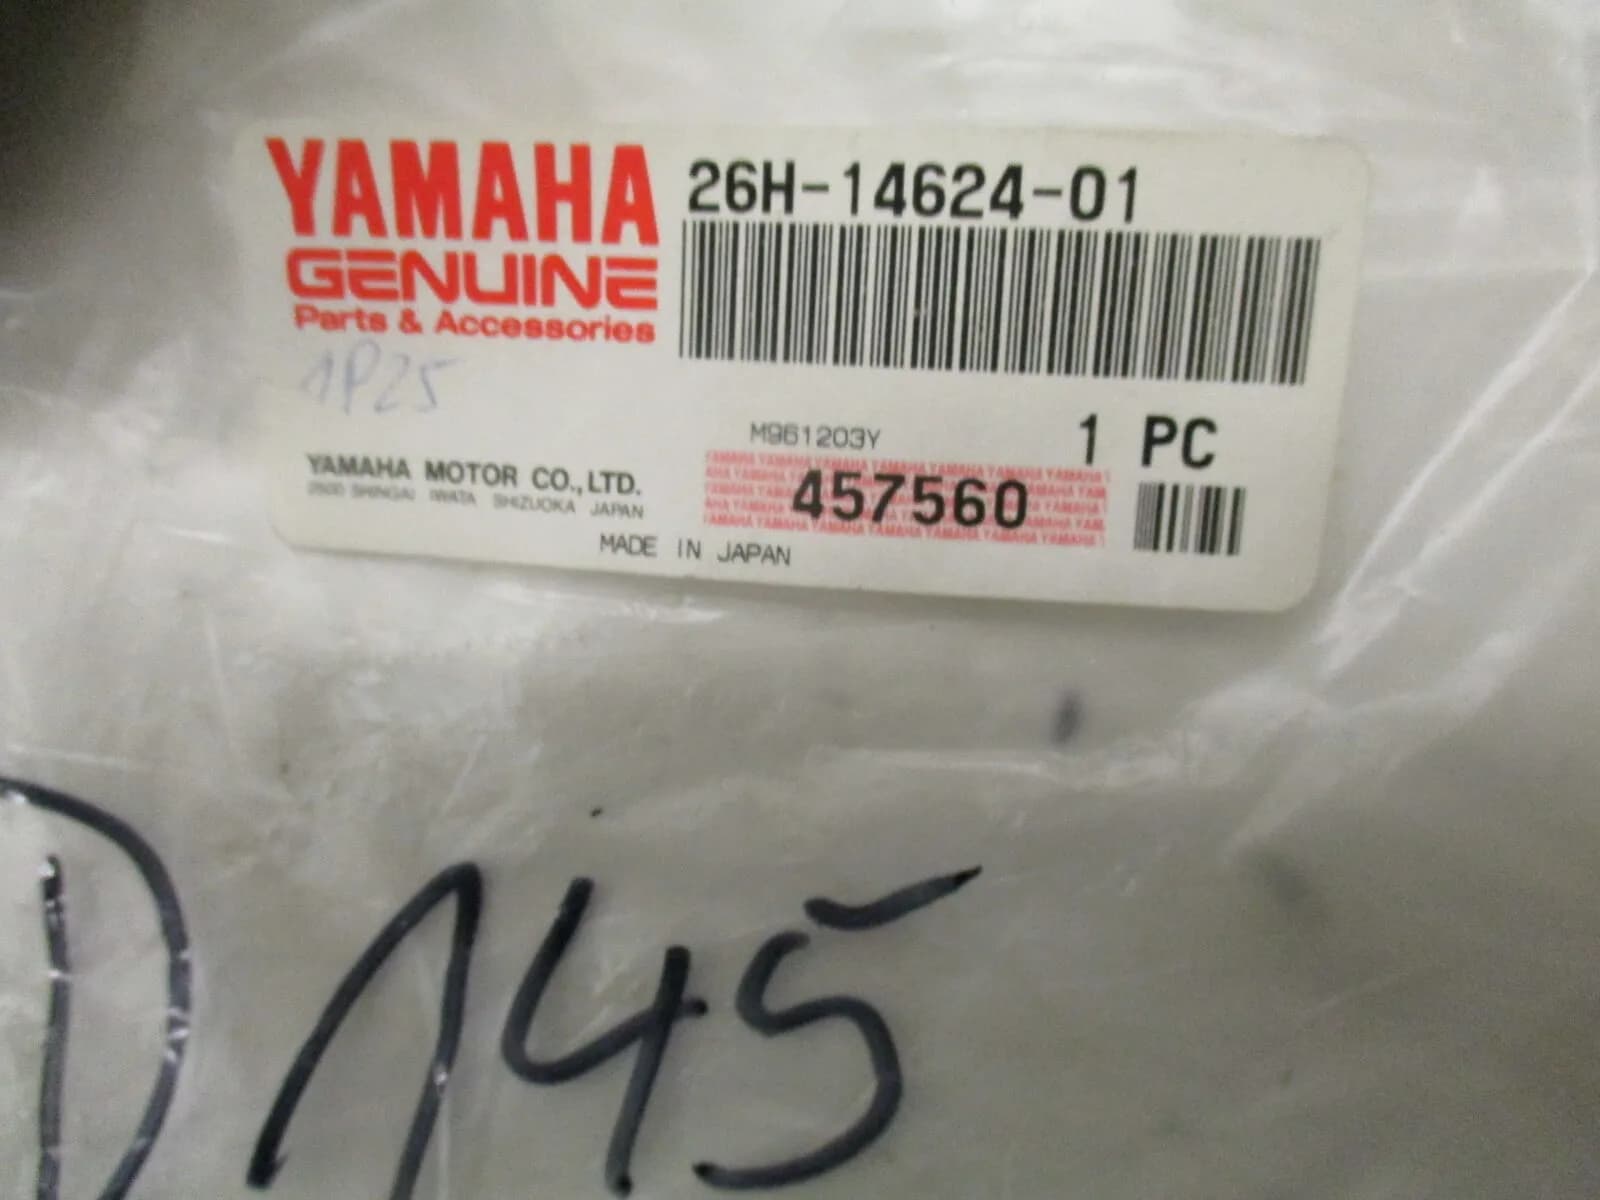 YAMAHA
GENUINE
Parts & Accessories
26H-14624-01
1P25
M961203Y
1 PC
YAMAHA MOTOR CO., LTD.
2500 SHINGAI IWATA SHIZUOKA JAPAN
457560
MADE IN JAPAN
D 145